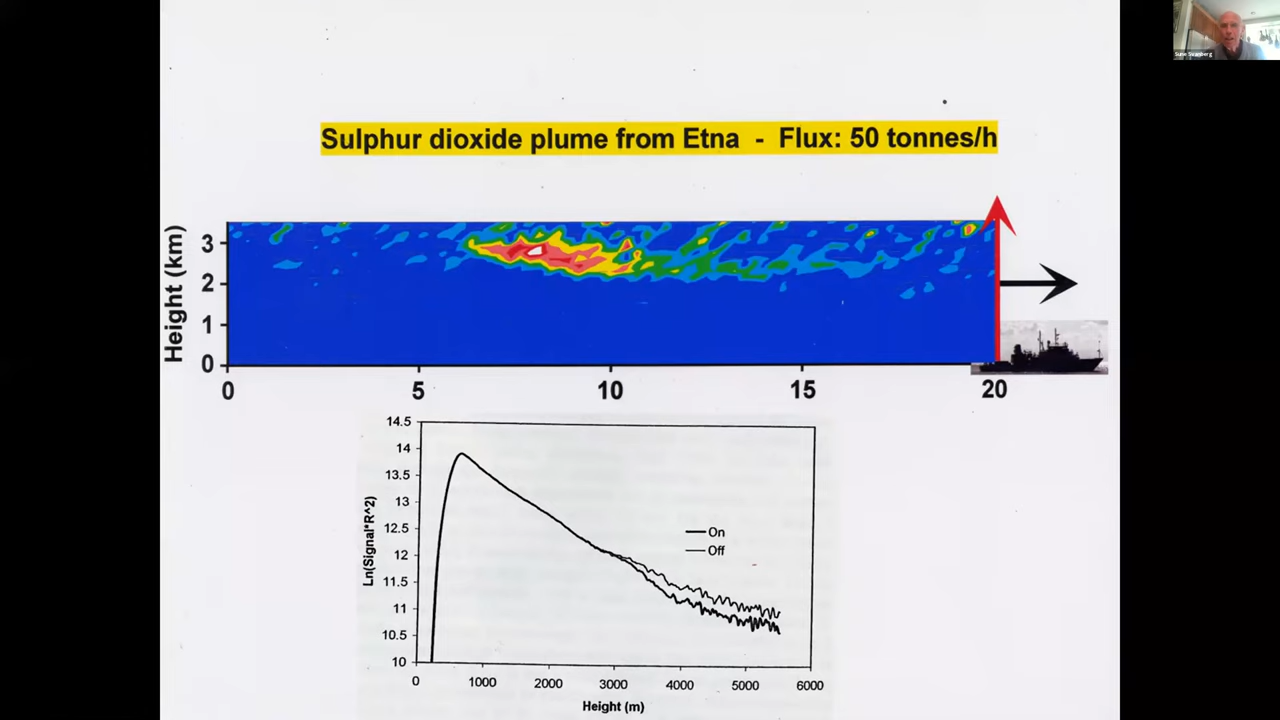 Sune Svanberg
Sulphur dioxide plume from Etna - Flux: 50 tonnes/h
Height (km)
3
2
1
0
0 5 10 15 20
14.5
14
13.5
13
12.5
12
11.5
11
10.5
10
Ln(Signal*R^2)
On
Off
0 1000 2000 3000 4000 5000 6000
Height (m)